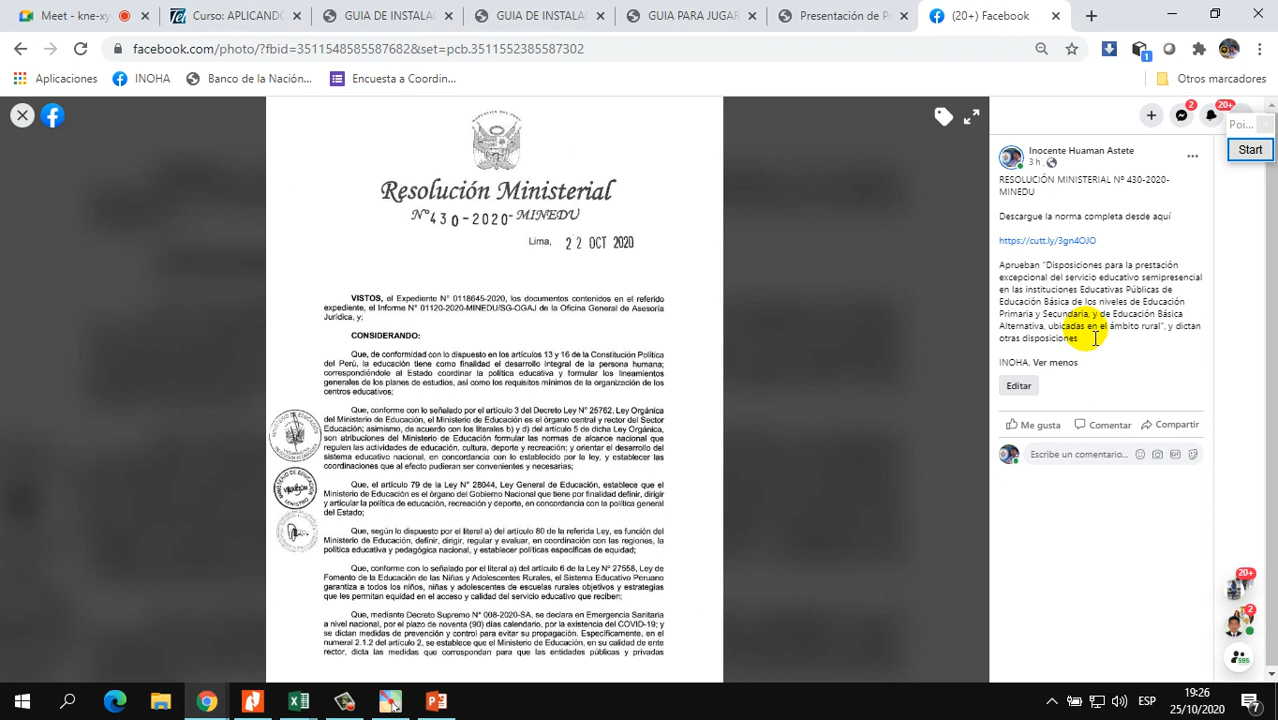 Meet - kne-xy
Curso: APLICANDO
GUIA DE INSTALA
GUIA DE INSTALA
GUIA PARA JUGAR
Presentación de P
(20+) Facebook
facebook.com/photo/?fbid=3511548585587682&set=pcb.3511552385587302
Aplicaciones
INOHA
Banco de la Nación...
Encuesta a Coordin...
Otros marcadores
Resolución Ministerial
N°430-2020-MINEDU
Lima, 22 OCT 2020
VISTOS, el Expediente N° 0118645-2020, los documentos contenidos en el referido
expediente, el Informe N° 01120-2020-MINEDU/SG-OGAJ de la Oficina General de Asesoría
Jurídica, y;
CONSIDERANDO:
Que, de conformidad con lo dispuesto en los artículos 13 y 16 de la Constitución Política
del Perú, la educación tiene como finalidad el desarrollo integral de la persona humana;
correspondiéndole al Estado coordinar la política educativa y formular los lineamientos
generales de los planes de estudios, así como los requisitos mínimos de la organización de los
centros educativos;
Que, conforme con lo señalado por el artículo 3 del Decreto Ley N° 25762, Ley Orgánica
del Ministerio de Educación, el Ministerio de Educación es el órgano central y rector del Sector
Educación; asimismo, de acuerdo con los literales b) y d) del artículo 5 de dicha Ley Orgánica,
son atribuciones del Ministerio de Educación formular las normas de alcance nacional que
regulen las actividades de educación, cultura, deporte y recreación; y orientar el desarrollo del
sistema educativo nacional, en concordancia con lo establecido por la ley, y establecer las
coordinaciones que al efecto pudieran ser convenientes y necesarias;
Que, el artículo 79 de la Ley N° 28044, Ley General de Educación, establece que el
Ministerio de Educación es el órgano del Gobierno Nacional que tiene por finalidad definir, dirigir
y articular la política de educación, recreación y deporte, en concordancia con la política general
del Estado;
Que, según lo dispuesto por el literal a) del artículo 80 de la referida Ley, es función del
Ministerio de Educación, definir, dirigir, regular y evaluar, en coordinación con las regiones, la
política educativa y pedagógica nacional, y establecer políticas específicas de equidad;
Que, conforme con lo señalado por el literal a) del artículo 6 de la Ley N° 27558, Ley de
Fomento de la Educación de las Niñas y Adolescentes Rurales, el Sistema Educativo Peruano
garantiza a todos los niños, niñas y adolescentes de escuelas rurales objetivos y estrategias
que les permitan equidad en el acceso y calidad del servicio educativo que reciben;
Que, mediante Decreto Supremo N° 008-2020-SA, se declara en Emergencia Sanitaria
a nivel nacional, por el plazo de noventa (90) días calendario, por la existencia del COVID-19; y
se dictan medidas de prevención y control para evitar su propagación. Específicamente, en el
numeral 2.1.2 del artículo 2, se establece que el Ministerio de Educación, en su calidad de ente
rector, dicta las medidas que correspondan para que las entidades públicas y privadas
2
20+
Poi...
Start
Inocente Huaman Astete
3 h.
RESOLUCIÓN MINISTERIAL Nº 430-2020-
MINEDU
Descargue la norma completa desde aquí
https://cutt.ly/3gn4OJO
Aprueban "Disposiciones para la prestación
excepcional del servicio educativo semipresencial
en las instituciones Educativas Públicas de
Educación Básica de los niveles de Educación
Primaria y Secundaria, y de Educación Básica
Alternativa, ubicadas en el ámbito rural", y dictan
otras disposiciones
INOHA. Ver menos
Editar
Me gusta
Comentar
Compartir
Escribe un comentario...
20+
2
595
ESP
19:26
25/10/2020
7